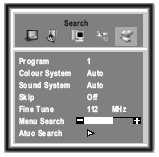 Search
Program 1
Colour System Auto
Sound System Auto
Skip Off
Fine Tune 112 MHz
Menu Search
Atuo Search